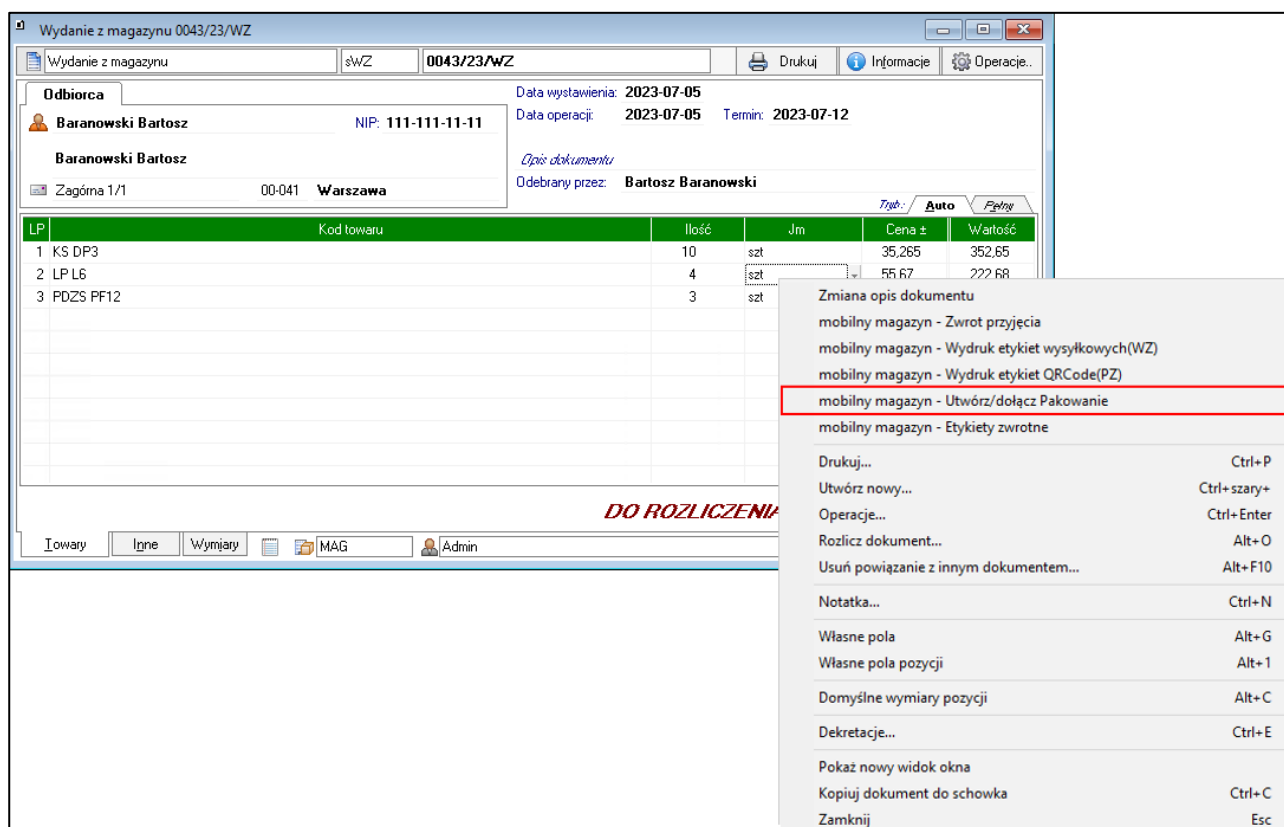 Wydanie z magazynu 0043/23/WZ
Wydanie z magazynu sWZ 0043/23/WZ Drukuj Informacje Operacje..
Odbiorca
Baranowski Bartosz NIP: 111-111-11-11
Baranowski Bartosz
Zagórna 1/1 00-041 Warszawa
Data wystawienia: 2023-07-05
Data operacji: 2023-07-05 Termin: 2023-07-12
Opis dokumentu
Odebrany przez: Bartosz Baranowski
Tryb: Auto Pełny
LP Kod towaru Ilość Jm Cena ± Wartość
1 KS DP3 10 szt 35,265 352,65
2 LP L6 4 szt 55,67 222,68
3 PDZS PF12 3 szt
DO ROZLICZENIA
Towary Inne Wymiary MAG Admin
Zmiana opis dokumentu
mobilny magazyn - Zwrot przyjęcia
mobilny magazyn - Wydruk etykiet wysyłkowych(WZ)
mobilny magazyn - Wydruk etykiet QRCode(PZ)
mobilny magazyn - Utwórz/dołącz Pakowanie
mobilny magazyn - Etykiety zwrotne
Drukuj... Ctrl+P
Utwórz nowy... Ctrl+szary+
Operacje... Ctrl+Enter
Rozlicz dokument... Alt+O
Usuń powiązanie z innym dokumentem... Alt+F10
Notatka... Ctrl+N
Własne pola Alt+G
Własne pola pozycji Alt+1
Domyślne wymiary pozycji Alt+C
Dekretacje... Ctrl+E
Pokaż nowy widok okna
Kopiuj dokument do schowka Ctrl+C
Zamknij Esc